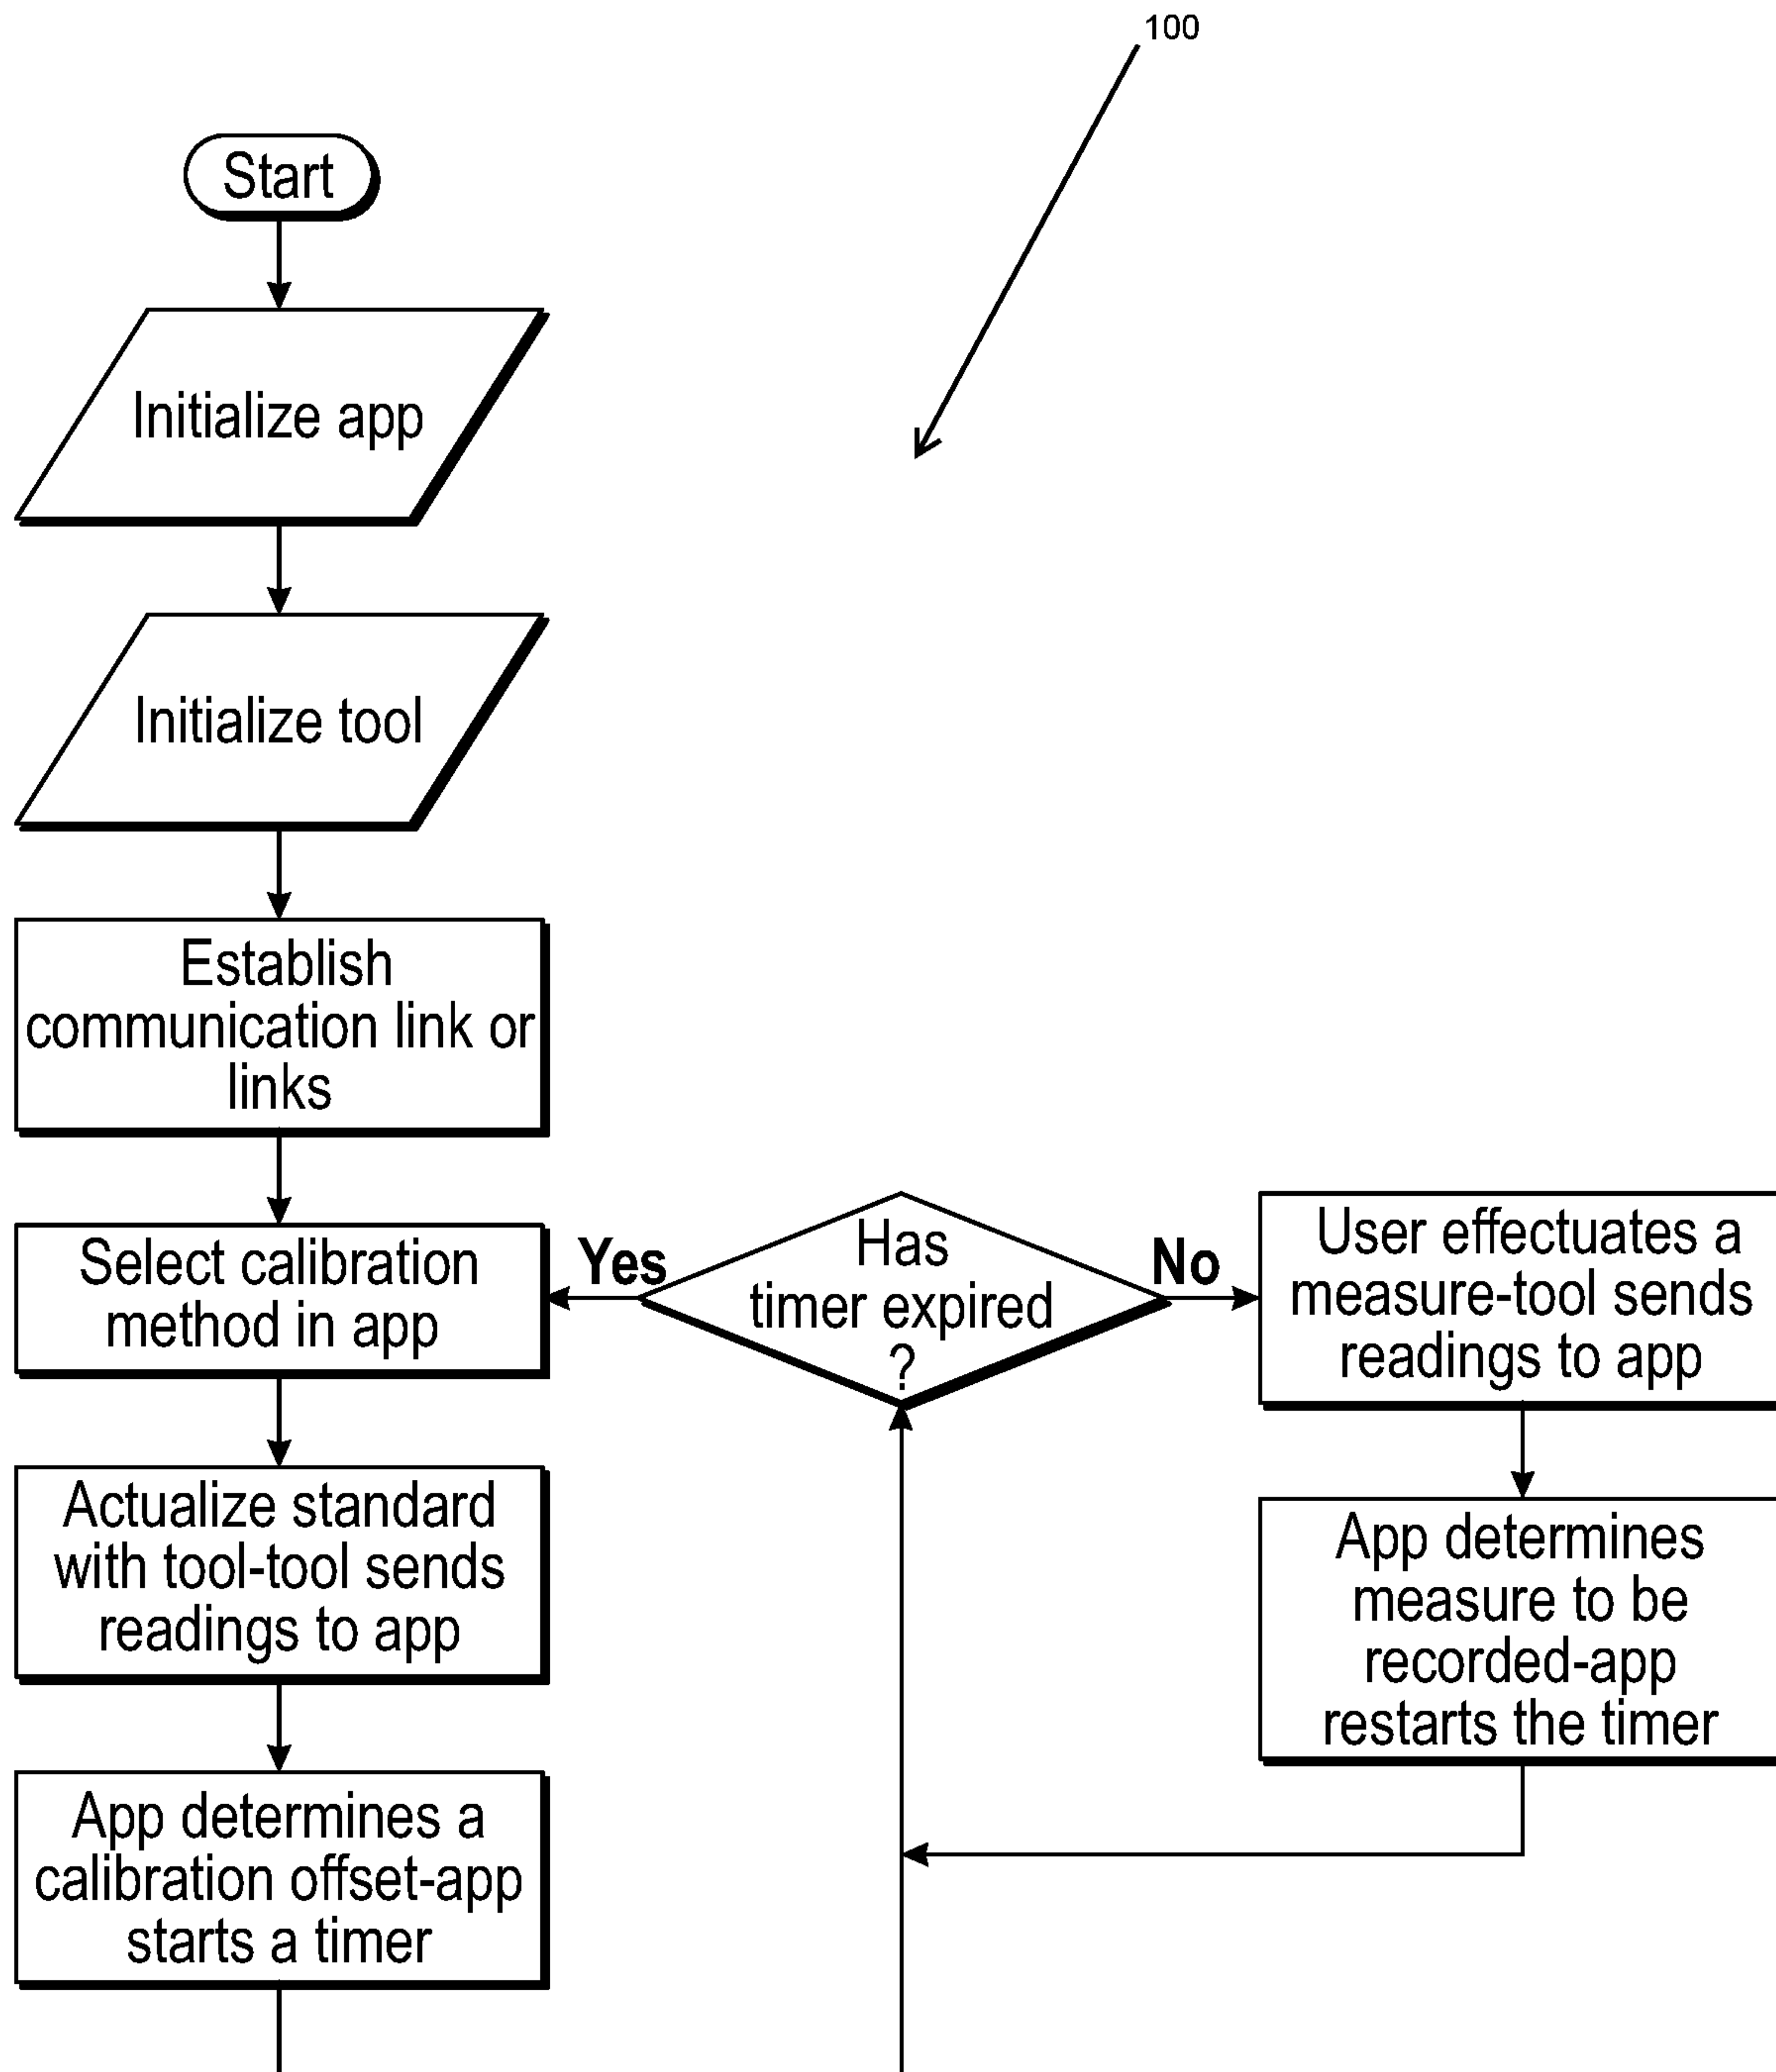 100
Start
Initialize app
Initialize tool
Establish
communication link or
links
Select calibration
method in app
Yes
Has
timer expired
?
No
User effectuates a
measure-tool sends
readings to app
Actualize standard
with tool-tool sends
readings to app
App determines
measure to be
recorded-app
restarts the timer
App determines a
calibration offset-app
starts a timer